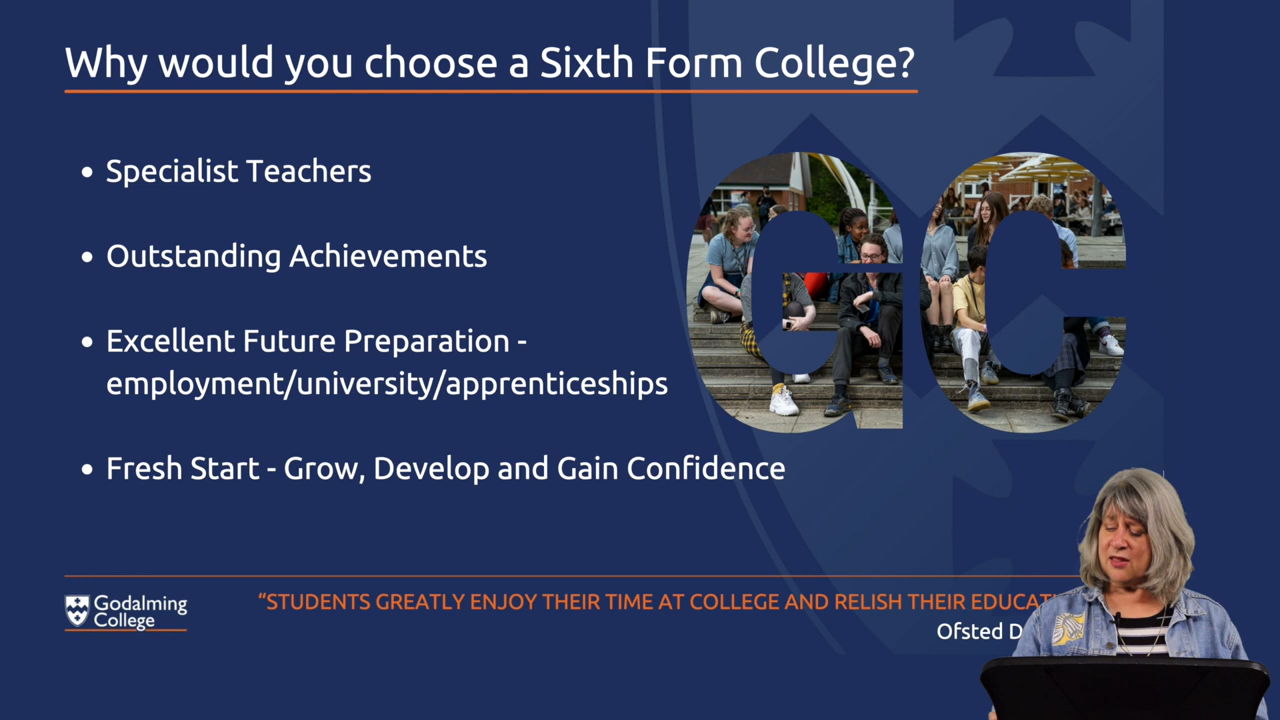 Why would you choose a Sixth Form College?
• Specialist Teachers
• Outstanding Achievements
• Excellent Future Preparation -
employment/university/apprenticeships
• Fresh Start - Grow, Develop and Gain Confidence
GC
Godalming
College
“STUDENTS GREATLY ENJOY THEIR TIME AT COLLEGE AND RELISH THEIR
Ofsted